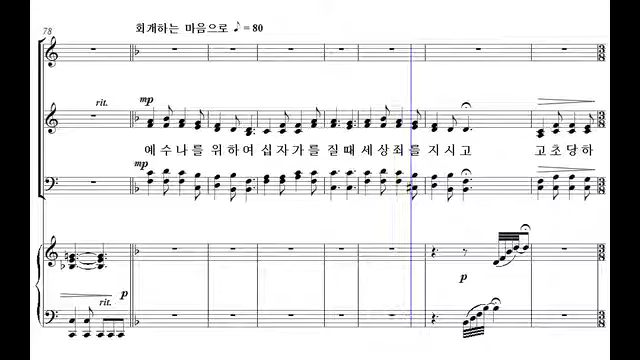 78
회개하는 마음으로 ♪ = 80
rit.
mp
예수나를 위하여 십자가를 질때 세상죄를 지시고 고초당하
mp
p
rit.
p